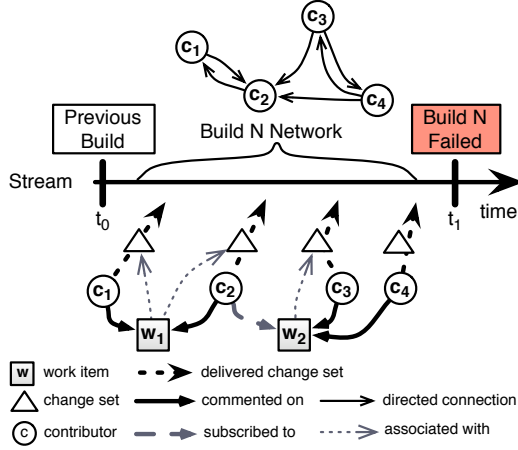 c3
c1
c2
c4
Previous
Build
Build N Network
Build N
Failed
Stream
t0
t1
time
c1
c2
c3
c4
w1
w2
w work item
delivered change set
change set
commented on
directed connection
c contributor
subscribed to
associated with